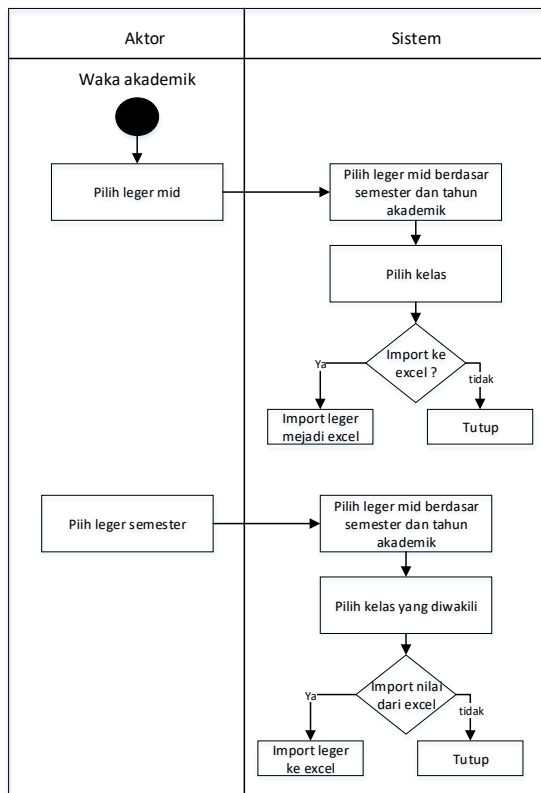 Aktor
Sistem
Waka akademik
Pilih leger mid
Pilih leger mid berdasar
semester dan tahun
akademik
Pilih kelas
Import ke
excel ?
Ya
tidak
Import leger
mejadi excel
Tutup
Piih leger semester
Pilih leger mid berdasar
semester dan tahun
akademik
Pilih kelas yang diwakili
Import nilai
dari excel
Ya
tidak
Import leger
ke excel
Tutup